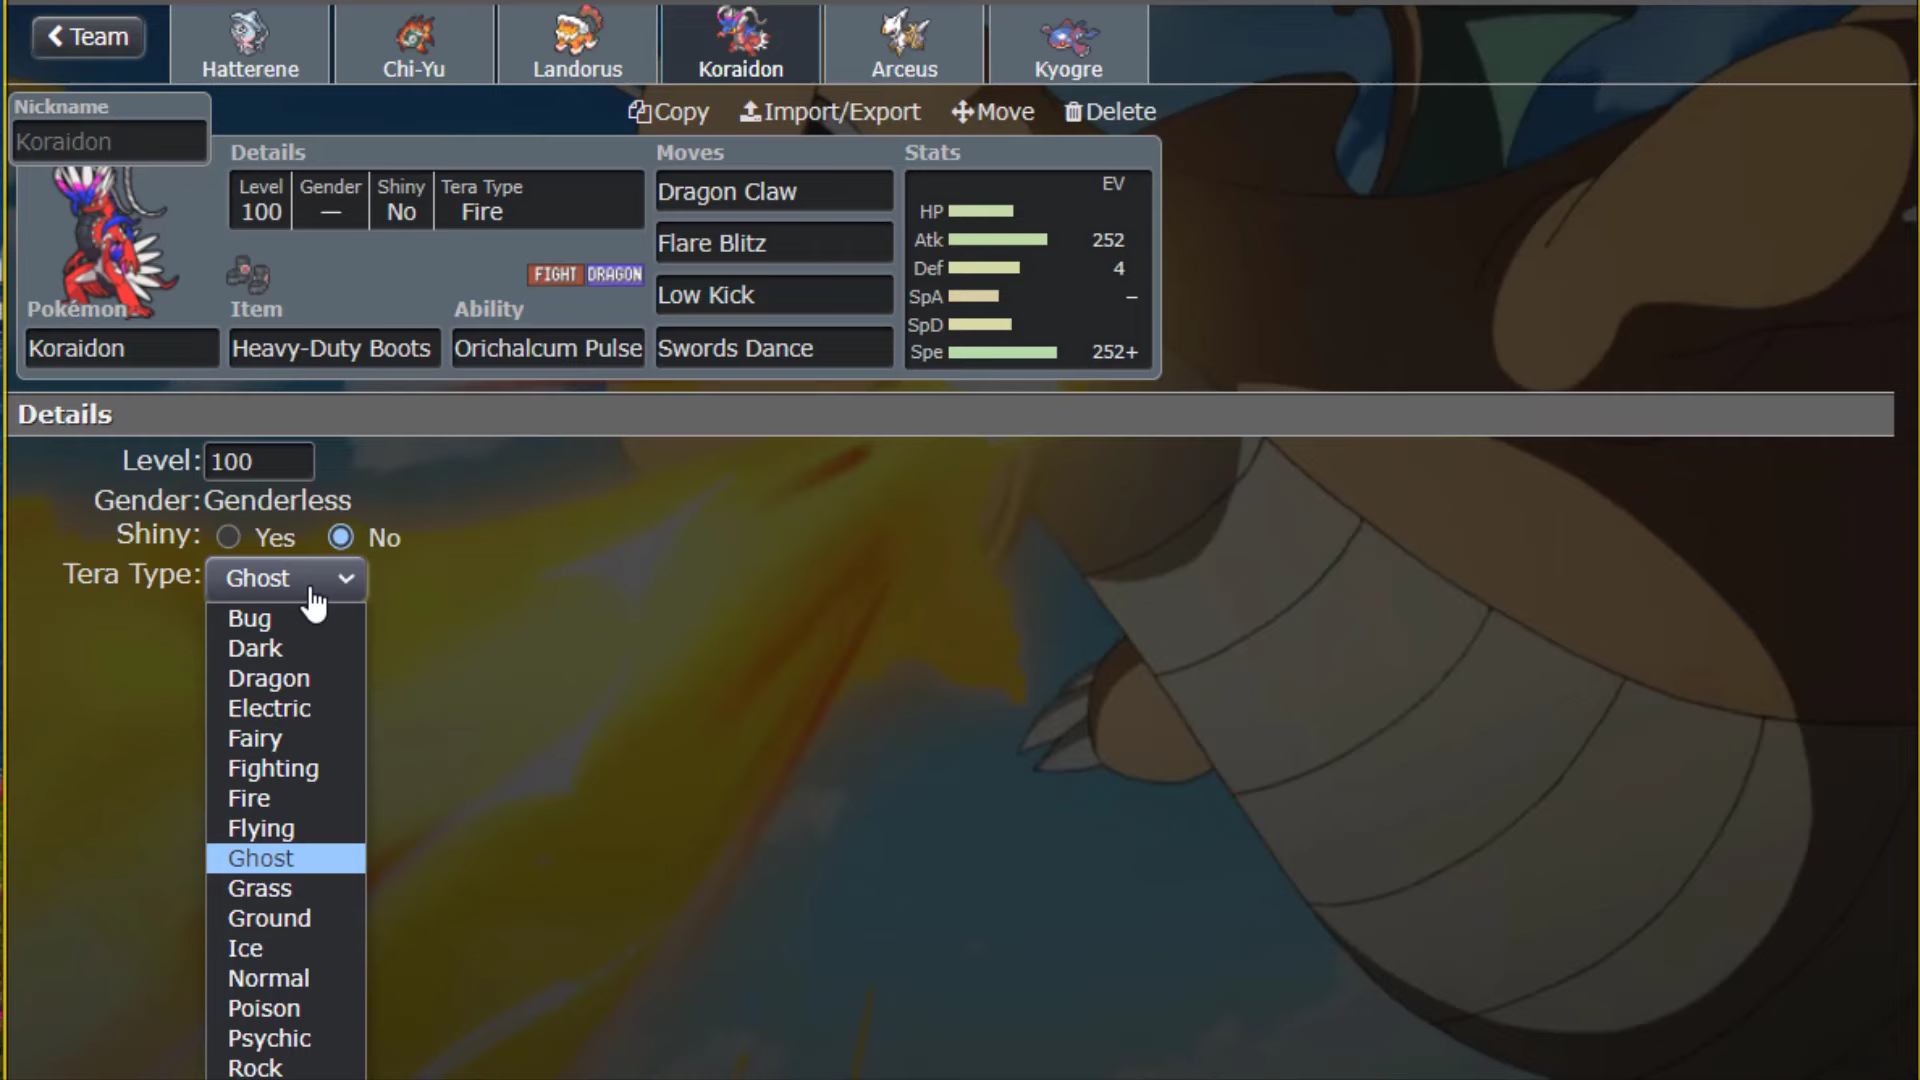 Team
Hatterene
Chi-Yu
Landorus
Koraidon
Arceus
Kyogre
Nickname
Koraidon
Copy
Import/Export
Move
Delete
Details
Moves
Stats
Level
100
Gender
—
Shiny
No
Tera Type
Fire
FIGHT
DRAGON
Pokémon
Koraidon
Item
Heavy-Duty Boots
Ability
Orichalcum Pulse
Dragon Claw
Flare Blitz
Low Kick
Swords Dance
EV
HP
Atk 252
Def 4
SpA –
SpD
Spe 252+
Details
Level: 100
Gender: Genderless
Shiny: Yes No
Tera Type: Ghost
Bug
Dark
Dragon
Electric
Fairy
Fighting
Fire
Flying
Ghost
Grass
Ground
Ice
Normal
Poison
Psychic
Rock